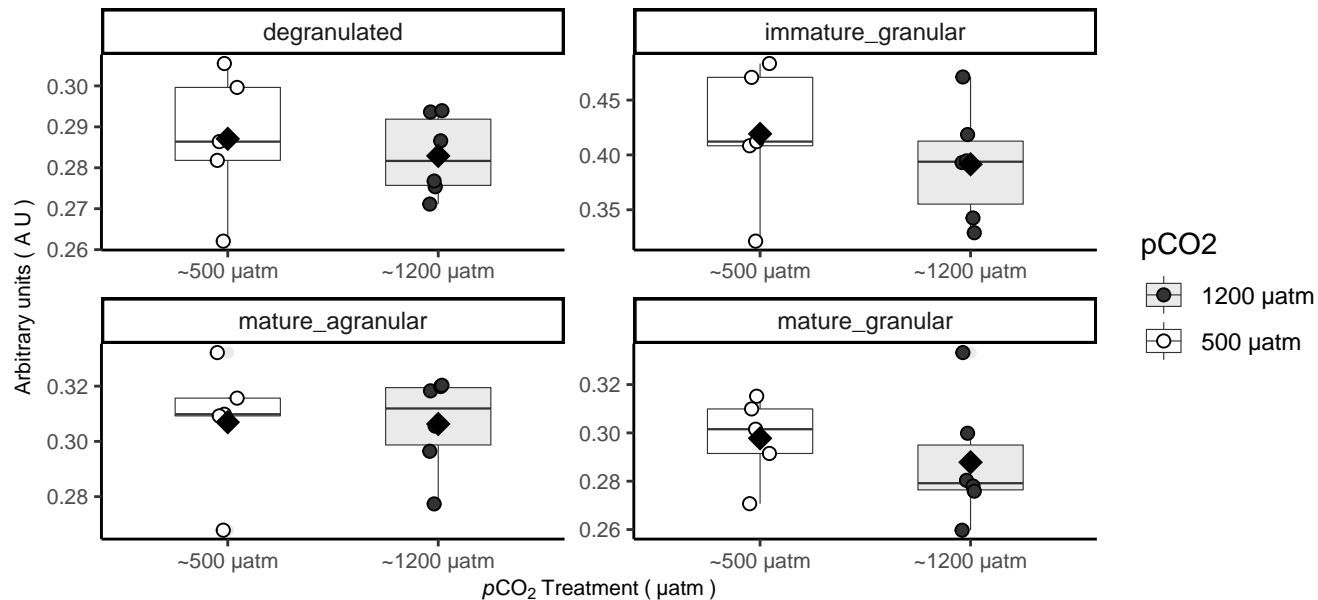 degranulated
immature_granular
0.30
0.29
0.28
0.27
0.26
0.45
0.40
0.35
~500 µatm
~1200 µatm
~500 µatm
~1200 µatm
mature_agranular
mature_granular
0.32
0.30
0.28
0.32
0.30
0.28
0.26
~500 µatm
~1200 µatm
~500 µatm
~1200 µatm
Arbitrary units ( A U )
pCO₂ Treatment ( µatm )
pCO2
1200 µatm
500 µatm